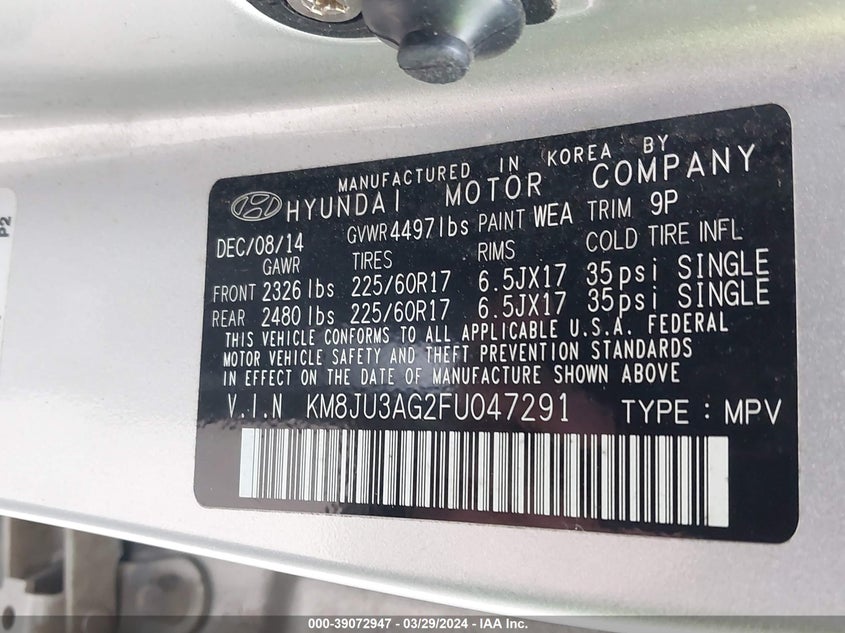 MANUFACTURED IN KOREA BY
HYUNDAI MOTOR COMPANY
DEC/08/14 GVWR 4497lbs PAINT WEA TRIM 9P
GAWR TIRES RIMS COLD TIRE INFL
FRONT 2326 lbs 225/60R17 6.5JX17 35psi SINGLE
REAR 2480 lbs 225/60R17 6.5JX17 35psi SINGLE
THIS VEHICLE CONFORMS TO ALL APPLICABLE U.S.A. FEDERAL
MOTOR VEHICLE SAFETY AND THEFT PREVENTION STANDARDS
IN EFFECT ON THE DATE OF MANUFACTURE SHOWN ABOVE
V.I.N KM8JU3AG2FU047291 TYPE : MPV
P2
000-39072947 / 03/29/2024 - IAA Inc.